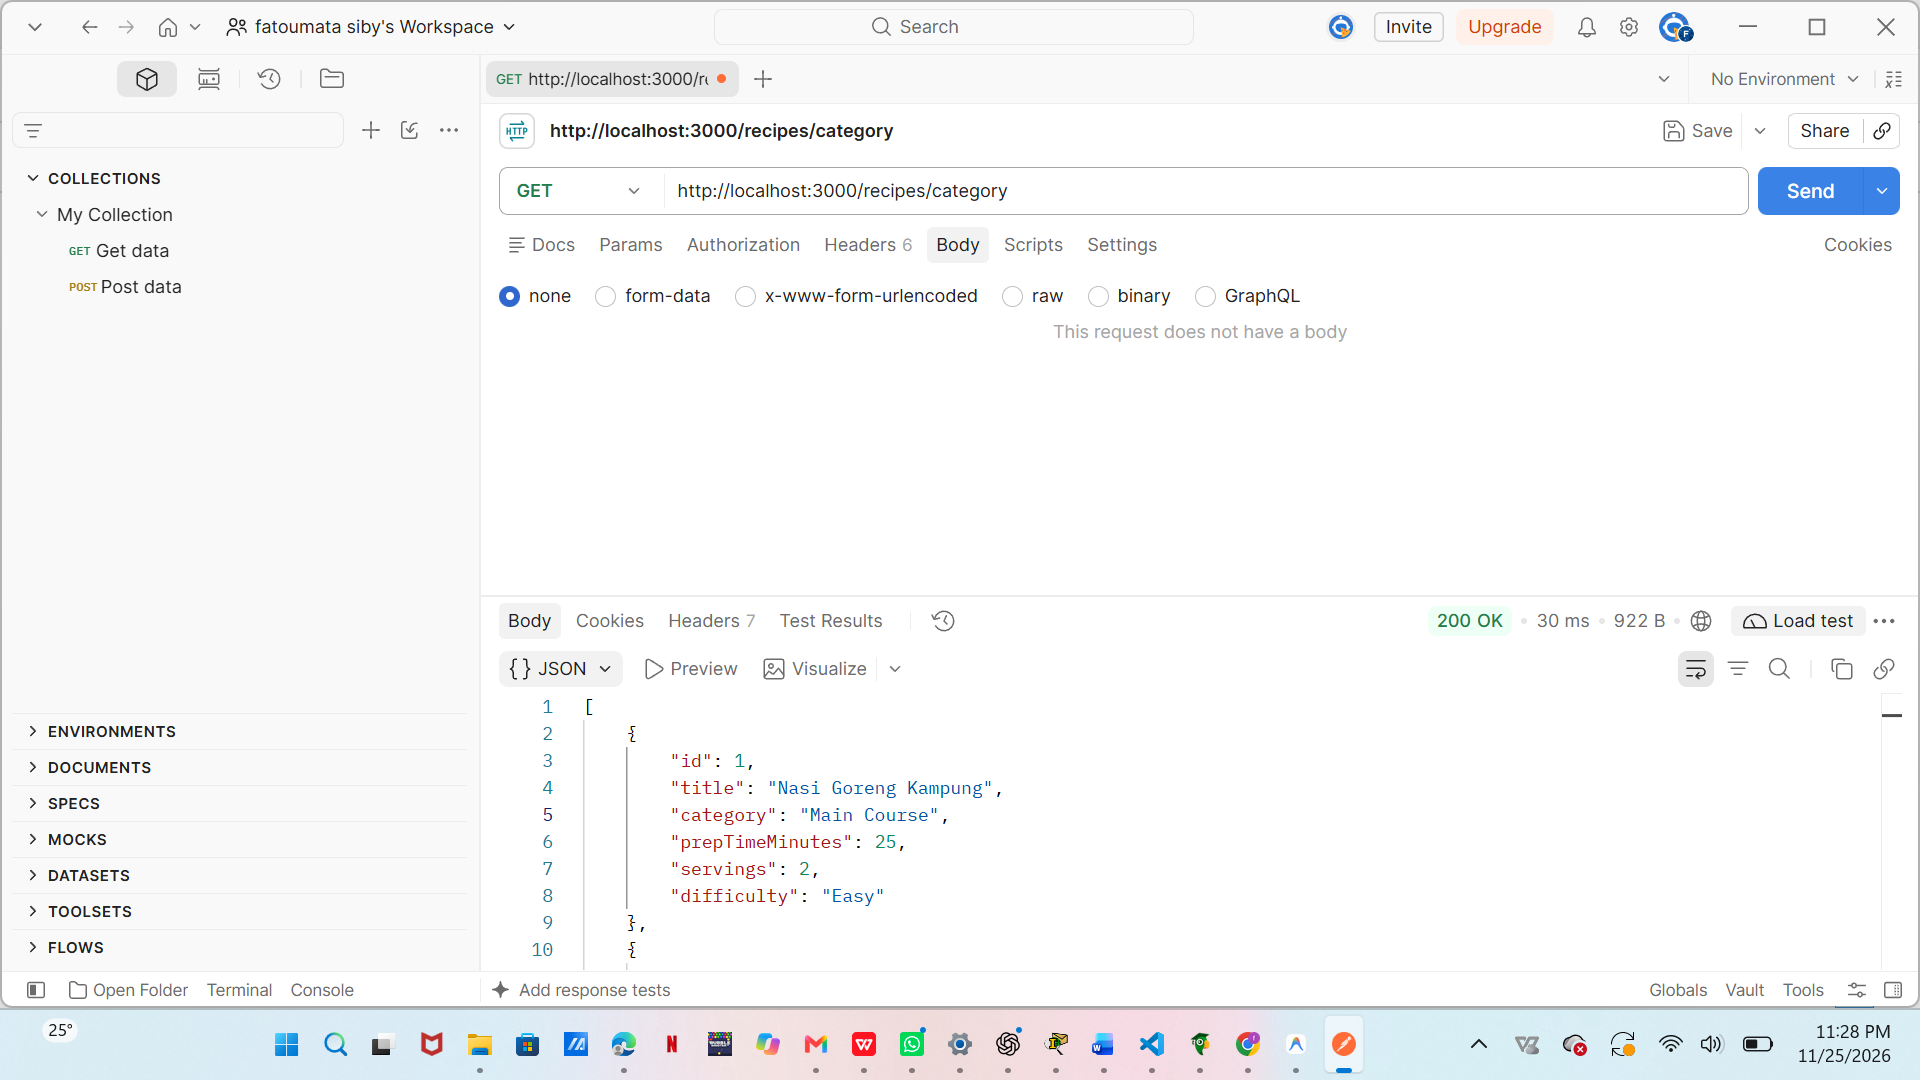 fatoumata siby's Workspace
Search
Invite
Upgrade
GET http://localhost:3000/re
No Environment
HTTP http://localhost:3000/recipes/category
Save
Share
COLLECTIONS
My Collection
GET Get data
POST Post data
GET http://localhost:3000/recipes/category
Send
Docs Params Authorization Headers 6 Body Scripts Settings
Cookies
none form-data x-www-form-urlencoded raw binary GraphQL
This request does not have a body
ENVIRONMENTS
DOCUMENTS
SPECS
MOCKS
DATASETS
TOOLSETS
FLOWS
Body Cookies Headers 7 Test Results
200 OK 30 ms 922 B Load test
{} JSON Preview Visualize
1 [
2 {
3 "id": 1,
4 "title": "Nasi Goreng Kampung",
5 "category": "Main Course",
6 "prepTimeMinutes": 25,
7 "servings": 2,
8 "difficulty": "Easy"
9 },
10 {
Open Folder Terminal Console
Add response tests
Globals Vault Tools
25°
11:28 PM
11/25/2026